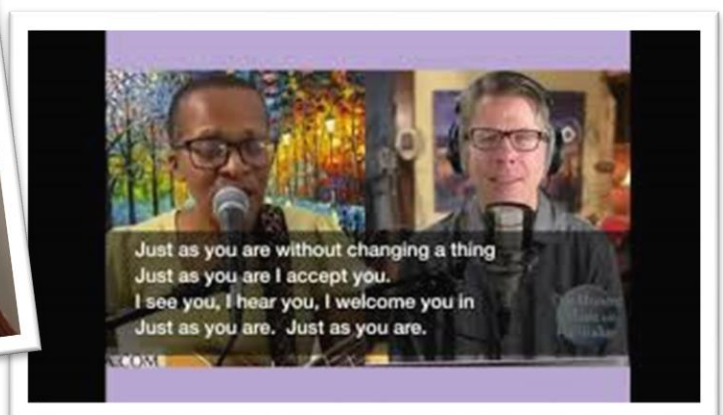 Just as you are without changing a thing
Just as you are I accept you.
I see you, I hear you, I welcome you in
Just as you are.  Just as you are.
.COM